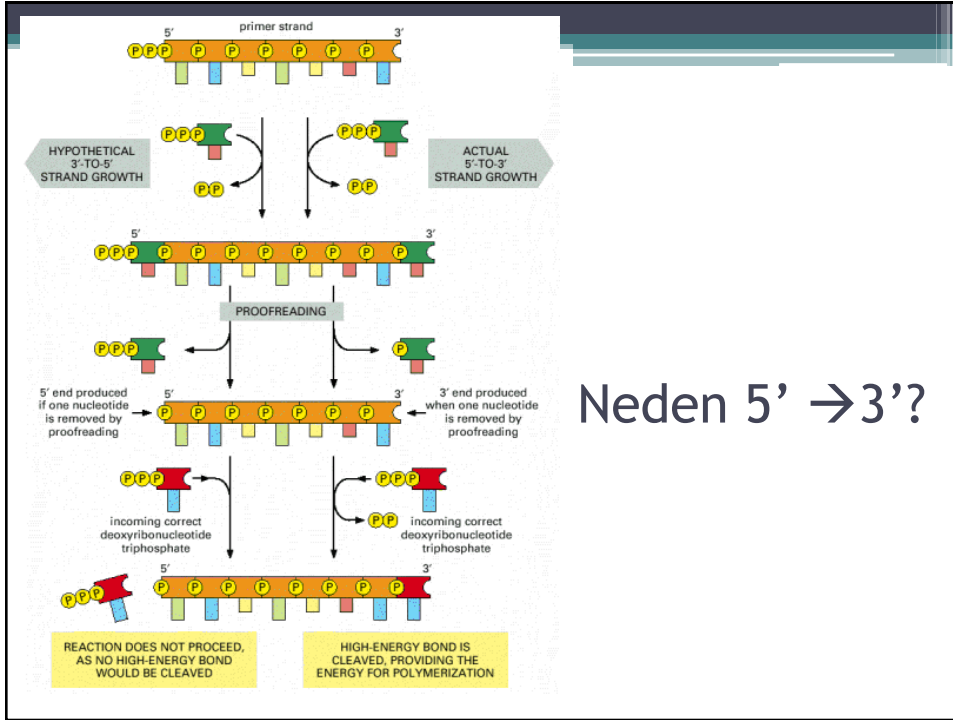 primer strand
5′ 3′
P P P P P P P P P P
P P P P P P
HYPOTHETICAL
3′-TO-5′
STRAND GROWTH
ACTUAL
5′-TO-3′
STRAND GROWTH
P P P P
5′ 3′
P P P P P P P P P P P P
PROOFREADING
P P P P
5′ end produced
if one nucleotide
is removed by
proofreading
5′ 3′
P P P P P P P P
3′ end produced
when one nucleotide
is removed by
proofreading
Neden 5’ →3’?
P P P P P P
P P
incoming correct
deoxyribonucleotide
triphosphate
incoming correct
deoxyribonucleotide
triphosphate
5′ 3′
P P P P P P P P
P P P
REACTION DOES NOT PROCEED,
AS NO HIGH-ENERGY BOND
WOULD BE CLEAVED
HIGH-ENERGY BOND IS
CLEAVED, PROVIDING THE
ENERGY FOR POLYMERIZATION